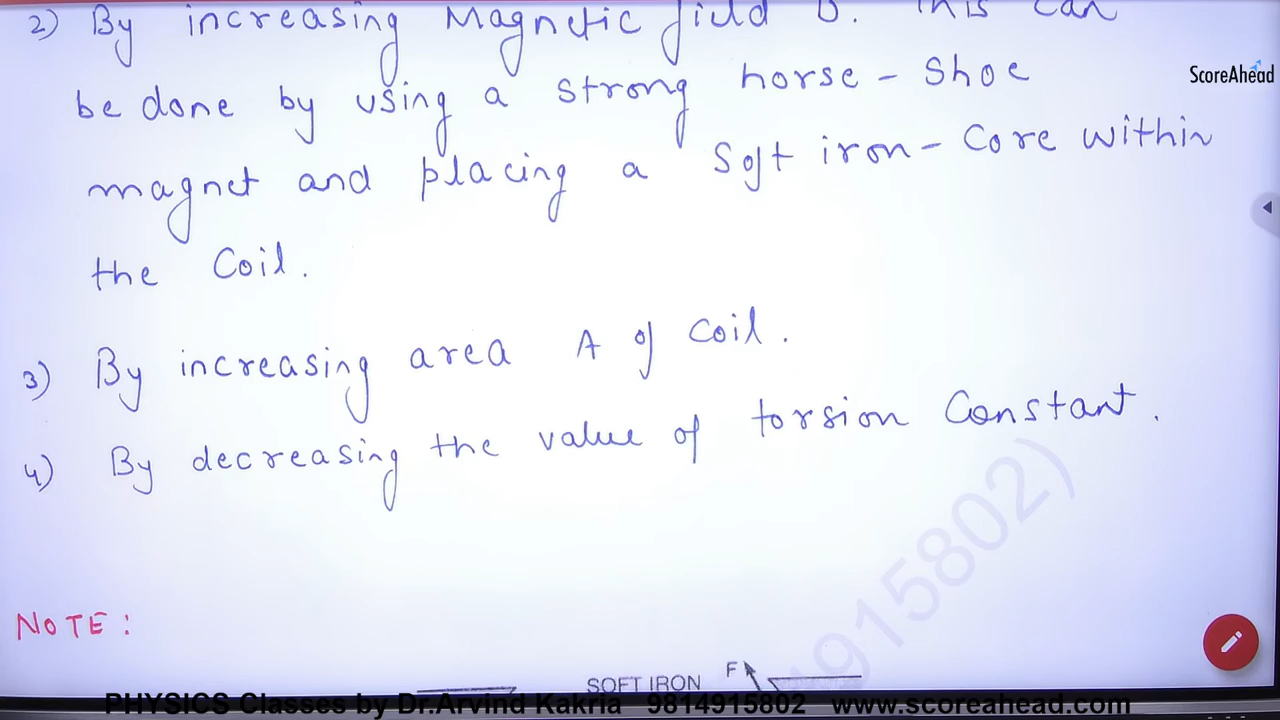 2) By increasing Magnetic field B. This can
be done by using a strong horse - Shoe
ScoreAhead
magnet and placing a Soft iron - Core within
the Coil.
3) By increasing area A of Coil.
4) By decreasing the value of torsion Constant.
4915802)
NOTE :
SOFT IRON F
PHYSICS Classes by Dr.Arvind Kakria 9814915802 www.scoreahead.com